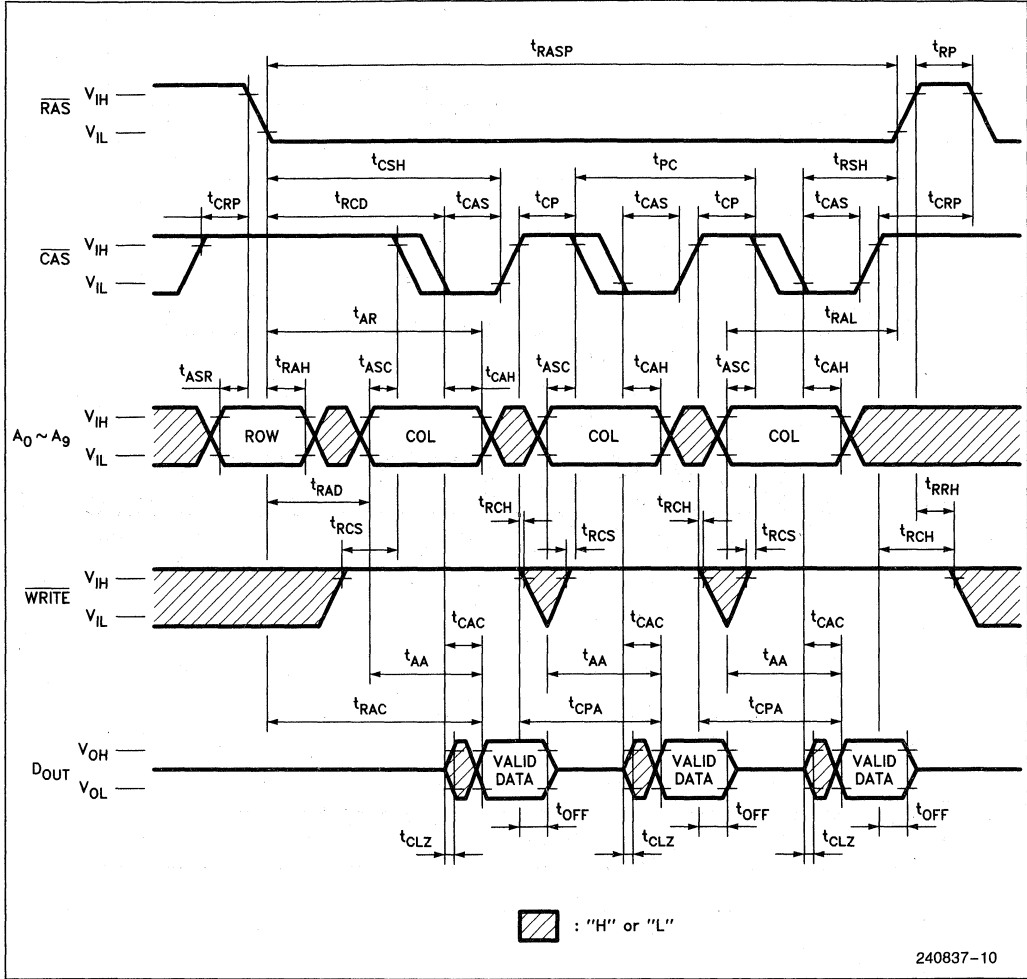 tRASP tRP
RAS VIH
VIL
tCSH tPC tRSH
tCRP tRCD tCAS tCP tCAS tCP tCAS tCRP
CAS VIH
VIL
tAR tRAL
tASR tRAH tASC tCAH tASC tCAH tASC tCAH
A0 ~ A9 VIH
VIL
ROW COL COL COL
tRAD tRCH tRCH tRRH
tRCS tRCS tRCS tRCH
WRITE VIH
VIL
tCAC tCAC tCAC
tAA tAA tAA
tRAC tCPA tCPA
DOUT VOH
VOL
VALID DATA VALID DATA VALID DATA
tOFF tOFF tOFF
tCLZ tCLZ tCLZ
: "H" or "L"
240837-10